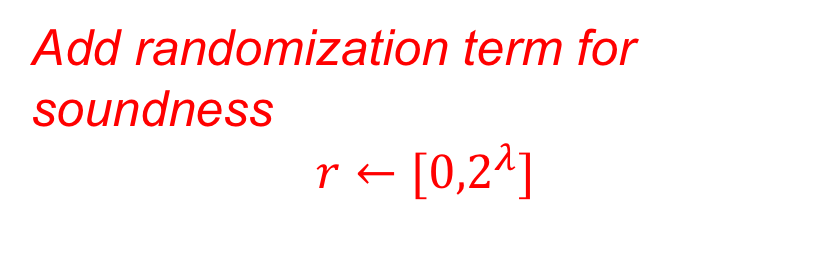 Add randomization term for
soundness
𝑟 ← [0,2^𝜆]